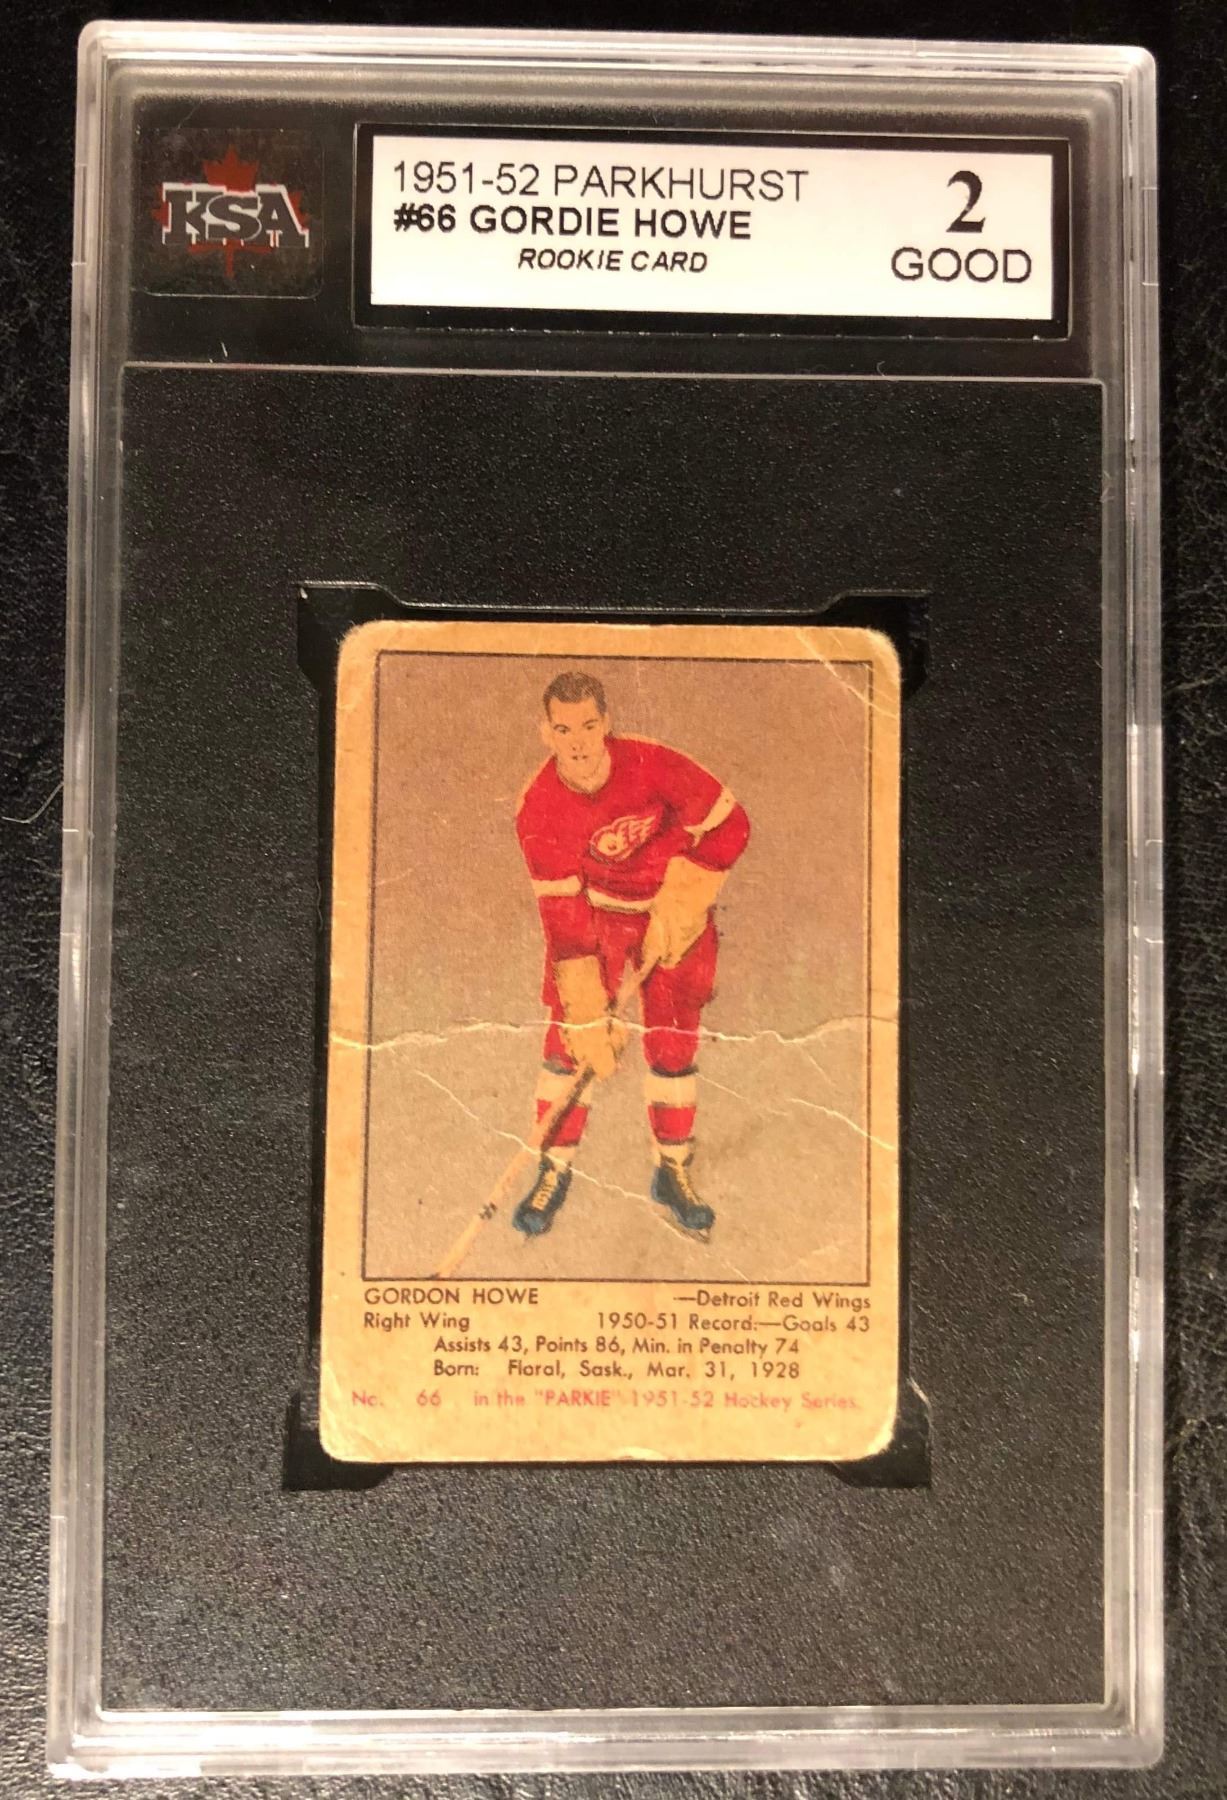 KSA
1951-52 PARKHURST
#66 GORDIE HOWE
ROOKIE CARD
2
GOOD
GORDON HOWE —Detroit Red Wings
Right Wing 1950-51 Record:—Goals 43
Assists 43, Points 86, Min. in Penalty 74
Born: Floral, Sask., Mar. 31, 1928
No. 66 in the "PARKIE" 1951-52 Hockey Series.